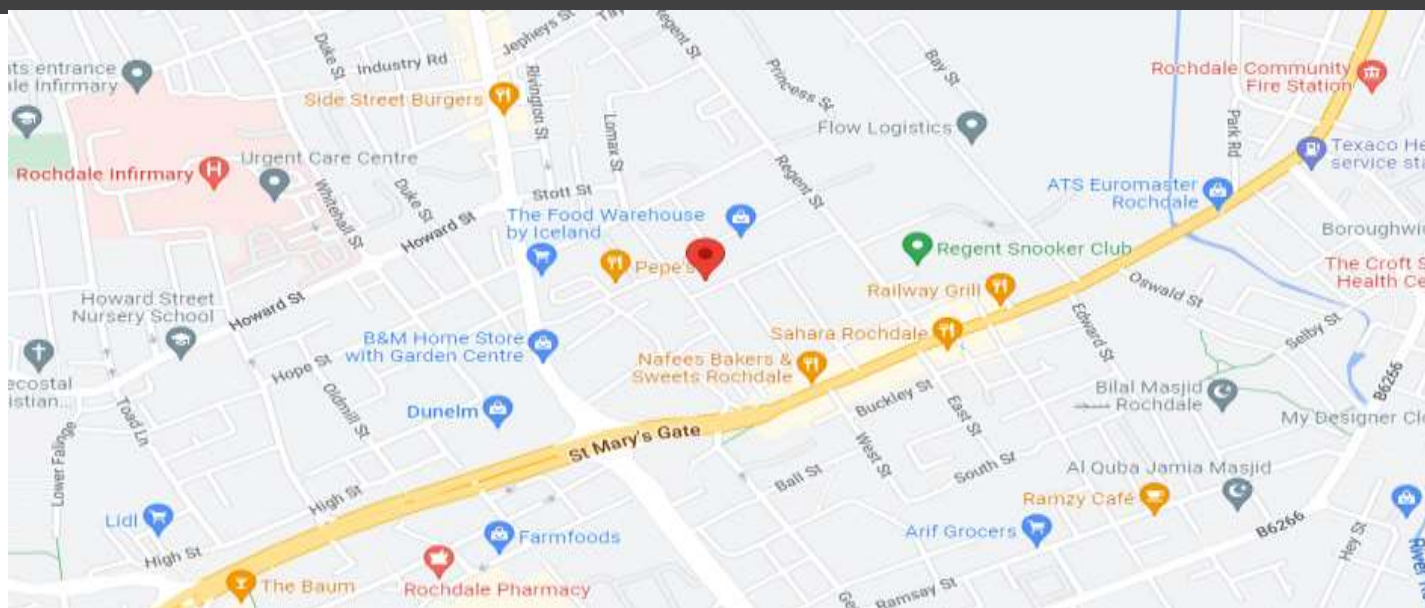 Jepheys St
Regent St
Duke St
Industry Rd
Bay St
Princess St
Rochdale Community
Fire Station
nts entrance
ale Infirmary
Side Street Burgers
Rivington St
Lomax St
Flow Logistics
Park Rd
Texaco He
service sta
Urgent Care Centre
Rochdale Infirmary
Whitehall St
Duke St
Howard St
Stott St
Regent St
ATS Euromaster
Rochdale
The Food Warehouse
by Iceland
Pepe's
Regent Snooker Club
Boroughwi
The Croft S
Health Ce
Railway Grill
Oswald St
Howard Street
Nursery School
Howard St
Sahara Rochdale
Edward St
Selby St
B&M Home Store
with Garden Centre
Nafees Bakers &
Sweets Rochdale
Hope St
Oldmill St
ecostal
istian...
Toad Ln
Dunelm
Buckley St
East St
Bilal Masjid
Rochdale
B6266
My Designer Clo
St Mary's Gate
West St
Lower Falinge
High St
Ball St
South St
Al Quba Jamia Masjid
Ramzy Café
Lidl
High St
Farmfoods
Arif Grocers
B6266
Hey St
The Baum
Rochdale Pharmacy
Ramsay St
River R